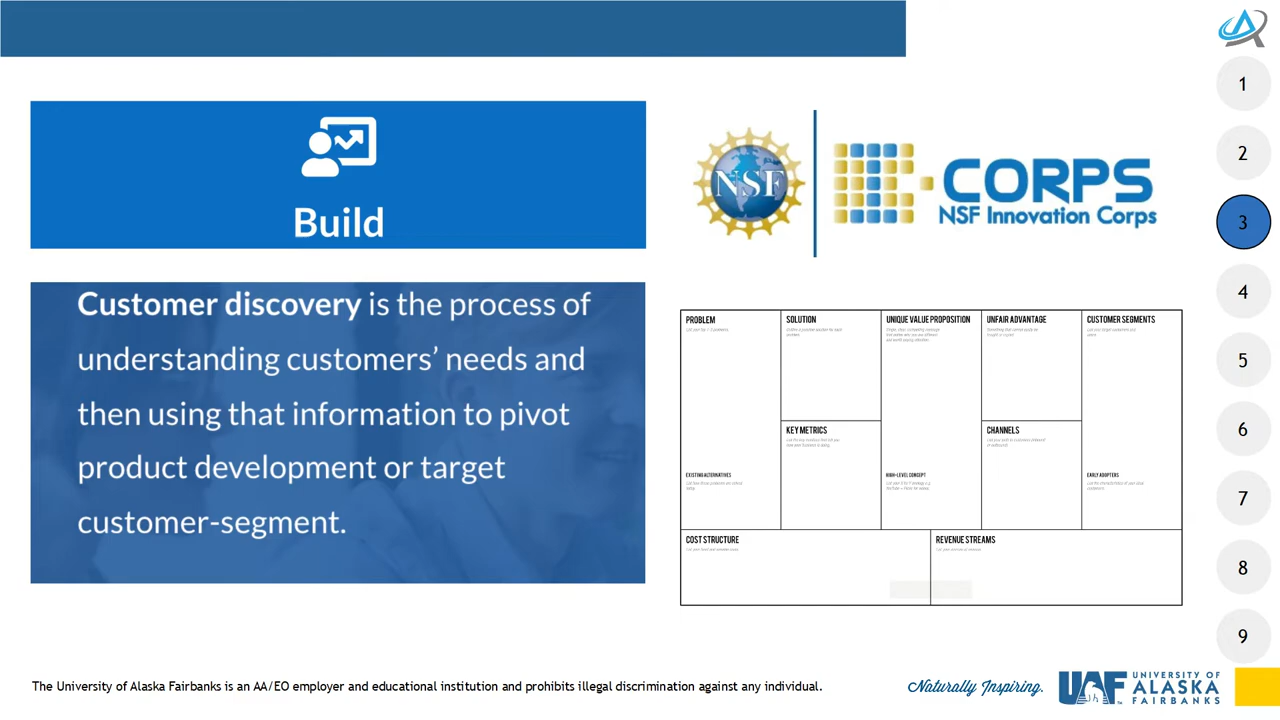 Build
Customer discovery is the process of
understanding customers’ needs and
then using that information to pivot
product development or target
customer-segment.
NSF
CORPS
NSF Innovation Corps
PROBLEM
SOLUTION
UNIQUE VALUE PROPOSITION
UNFAIR ADVANTAGE
CUSTOMER SEGMENTS
KEY METRICS
CHANNELS
EXISTING ALTERNATIVES
HIGH-LEVEL CONCEPT
EARLY ADOPTERS
COST STRUCTURE
REVENUE STREAMS
1
2
3
4
5
6
7
8
9
The University of Alaska Fairbanks is an AA/EO employer and educational institution and prohibits illegal discrimination against any individual.
Naturally Inspiring.
UAF
UNIVERSITY OF
ALASKA
FAIRBANKS